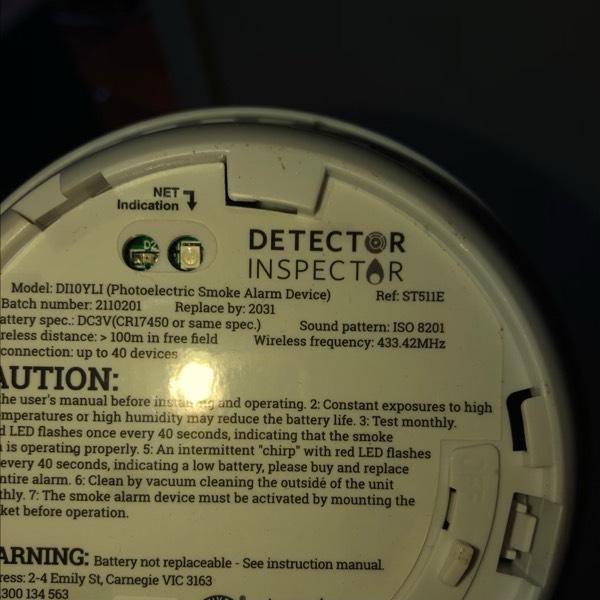 NET
Indication
D2
DETECTOR
INSPECTOR
Model: DI10YLI (Photoelectric Smoke Alarm Device) Ref: ST511E
Batch number: 2110201 Replace by: 2031
attery spec.: DC3V(CR17450 or same spec.) Sound pattern: ISO 8201
reless distance: > 100m in free field Wireless frequency: 433.42MHz
connection: up to 40 devices
AUTION:
the user's manual before installing and operating. 2: Constant exposures to high
mperatures or high humidity may reduce the battery life. 3: Test monthly.
d LED flashes once every 40 seconds, indicating that the smoke
n is operating properly. 5: An intermittent "chirp" with red LED flashes
every 40 seconds, indicating a low battery, please buy and replace
ntire alarm. 6: Clean by vacuum cleaning the outside of the unit
thly. 7: The smoke alarm device must be activated by mounting the
ket before operation.
ARNING: Battery not replaceable - See instruction manual.
ress: 2-4 Emily St, Carnegie VIC 3163
1300 134 563